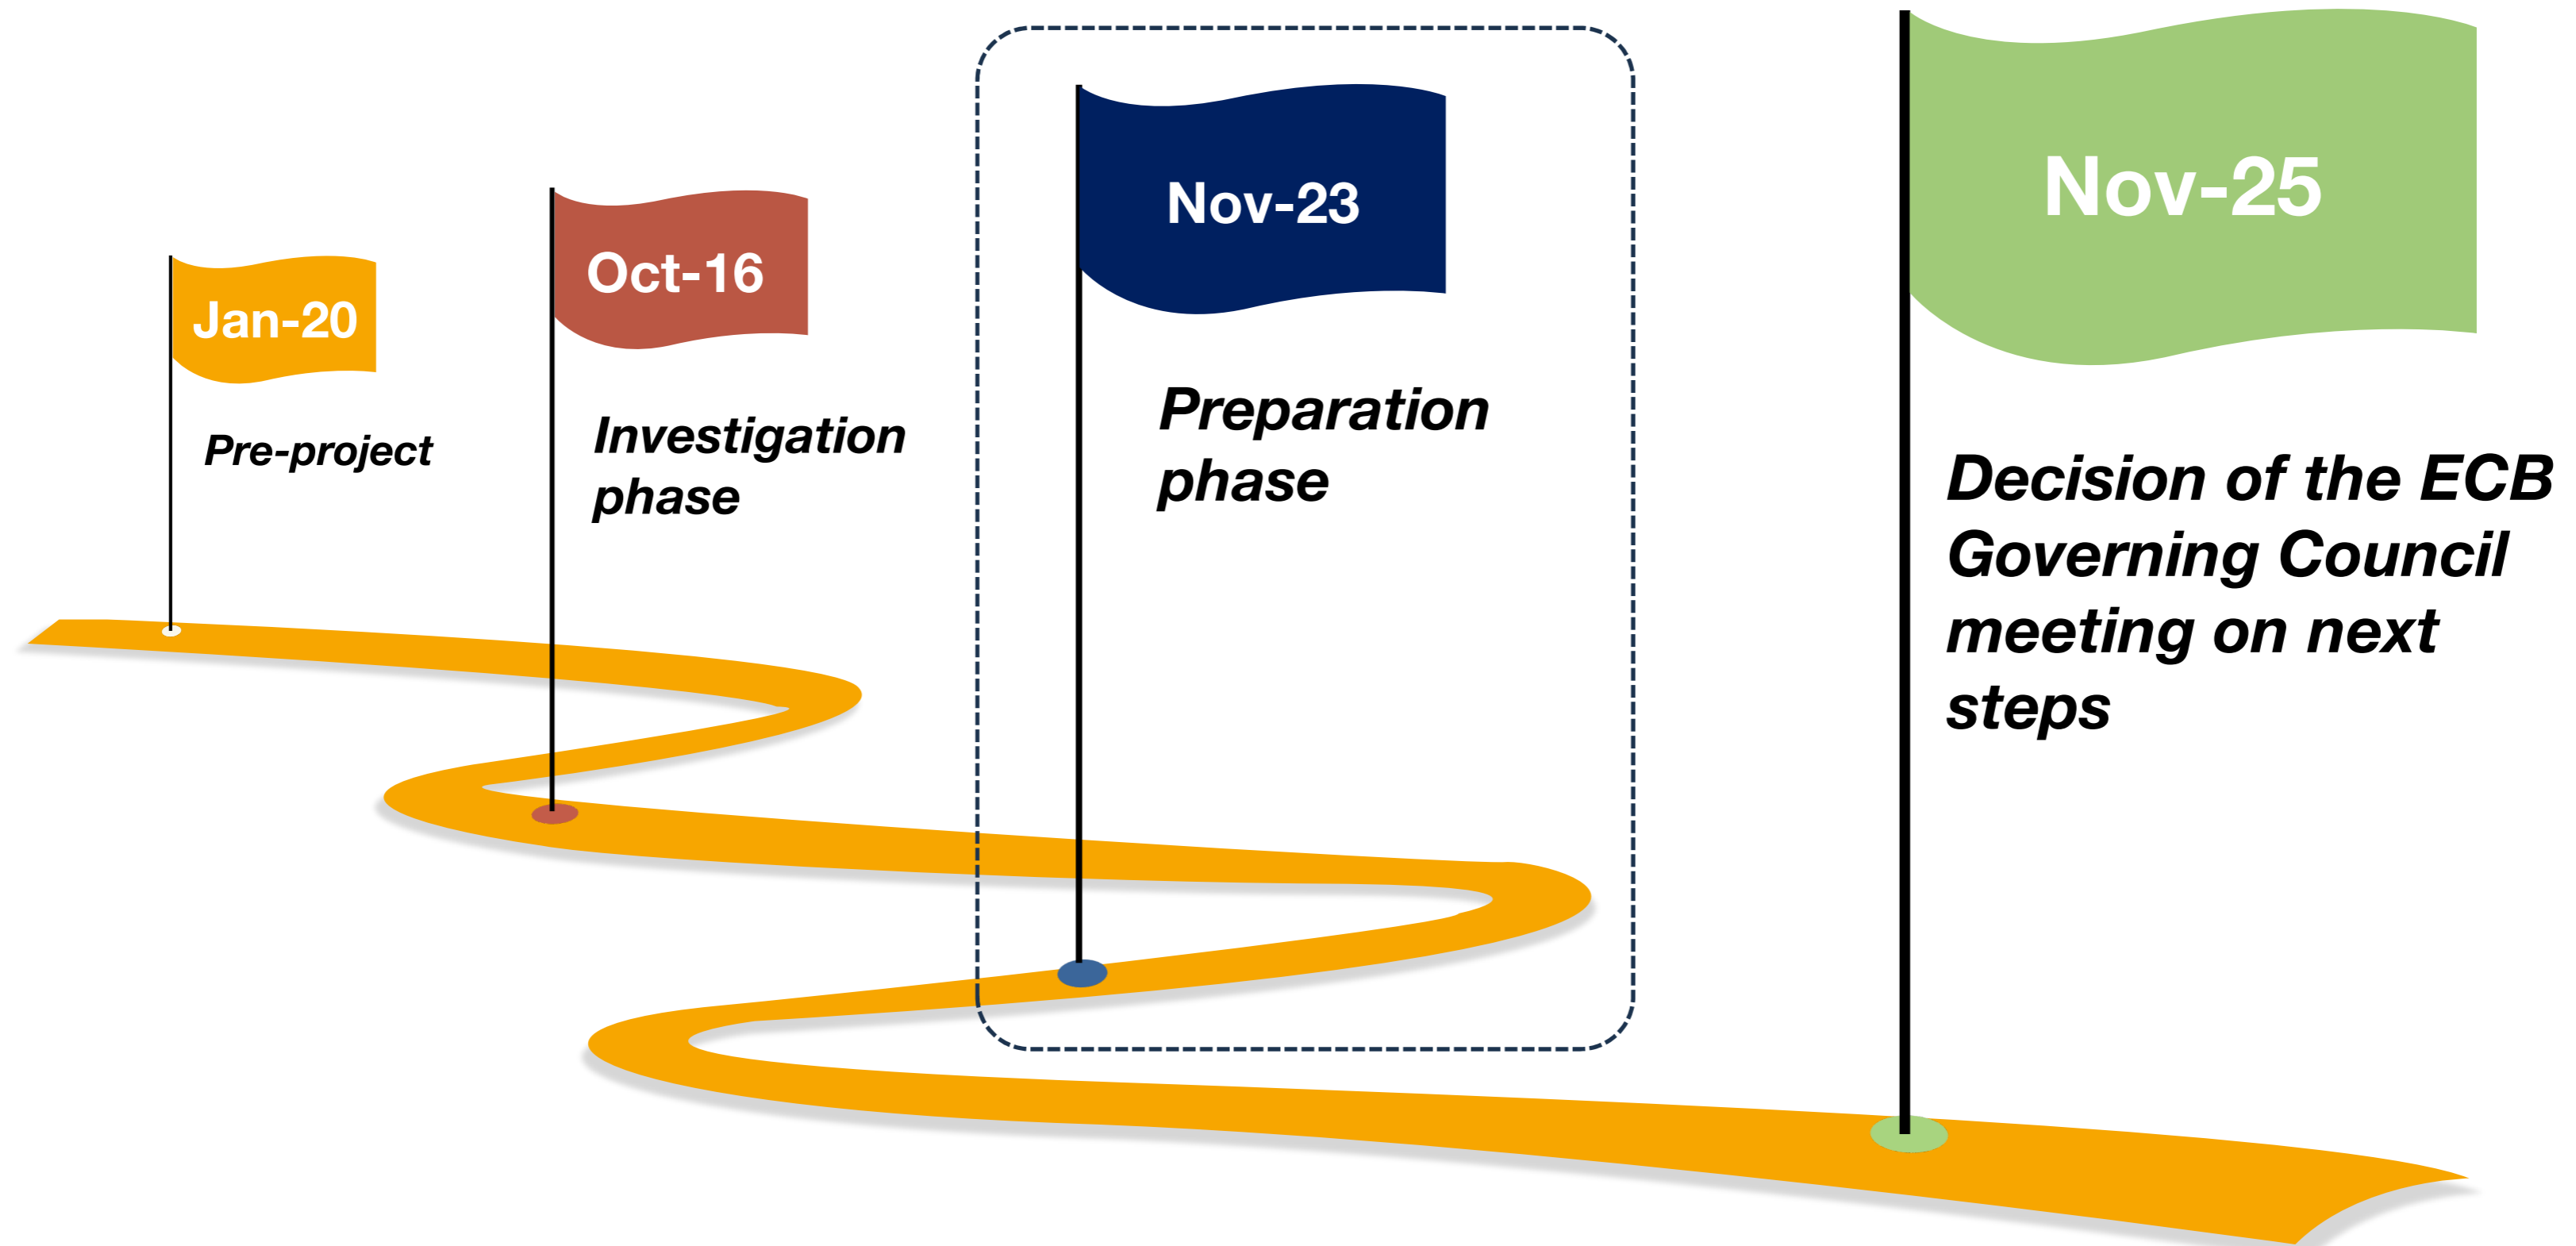 Jan-20
Pre-project
Oct-16
Investigation
phase
Nov-23
Preparation
phase
Nov-25
Decision of the ECB
Governing Council
meeting on next
steps